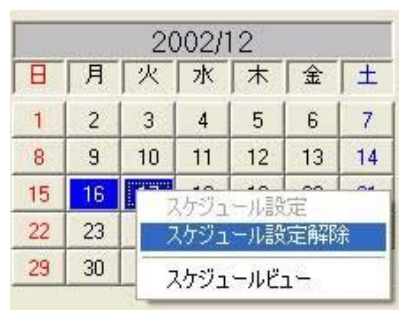 2002/12
日 月 火 水 木 金 土
1 2 3 4 5 6 7
8 9 10 11 12 13 14
15 16
スケジュール設定
22 23 スケジュール設定解除
29 30 スケジュールビュー